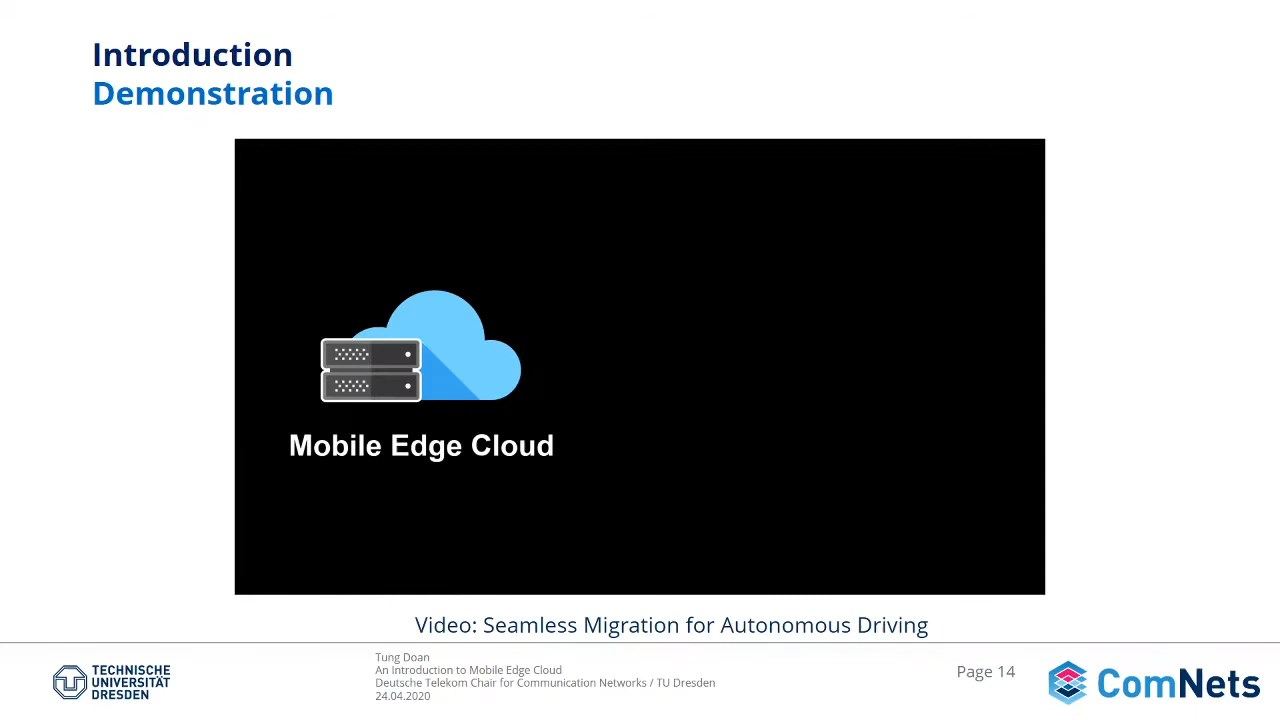 Introduction
Demonstration
Mobile Edge Cloud
Video: Seamless Migration for Autonomous Driving
TECHNISCHE
UNIVERSITÄT
DRESDEN
Tung Doan
An Introduction to Mobile Edge Cloud
Deutsche Telekom Chair for Communication Networks / TU Dresden
24.04.2020
Page 14
ComNets